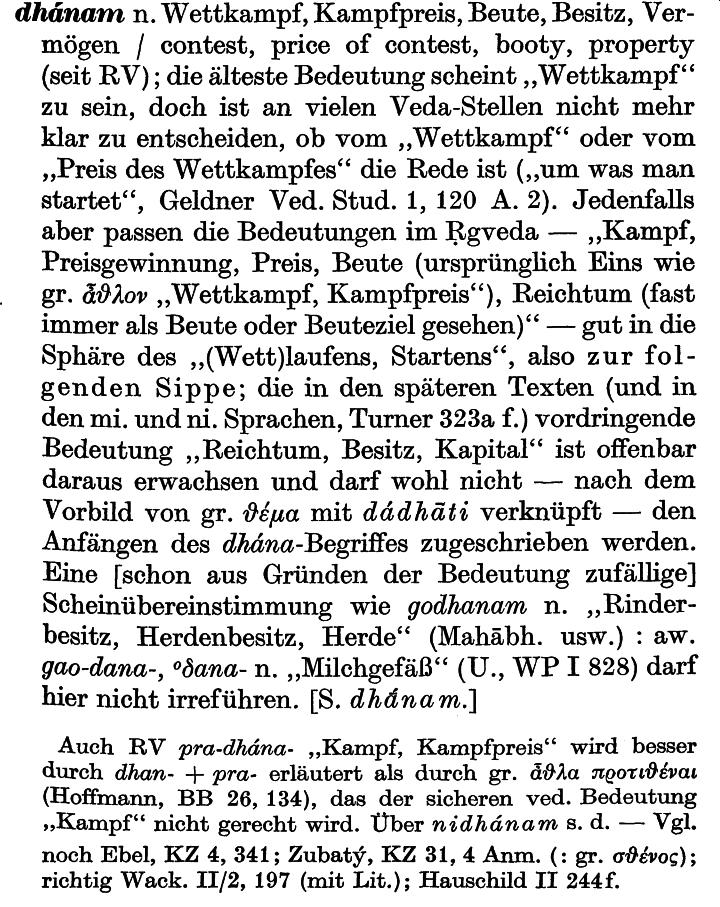 dhánam n. Wettkampf, Kampfpreis, Beute, Besitz, Ver-
mögen / contest, price of contest, booty, property
(seit RV); die älteste Bedeutung scheint ,,Wettkampf“
zu sein, doch ist an vielen Veda-Stellen nicht mehr
klar zu entscheiden, ob vom ,,Wettkampf“ oder vom
,,Preis des Wettkampfes“ die Rede ist (,,um was man
startet“, Geldner Ved. Stud. 1, 120 A. 2). Jedenfalls
aber passen die Bedeutungen im Ṛgveda — ,,Kampf,
Preisgewinnung, Preis, Beute (ursprünglich Eins wie
gr. ἆθλον ,,Wettkampf, Kampfpreis“), Reichtum (fast
immer als Beute oder Beuteziel gesehen)“ — gut in die
Sphäre des ,,(Wett)laufens, Startens“, also zur fol-
genden Sippe; die in den späteren Texten (und in
den mi. und ni. Sprachen, Turner 323a f.) vordringende
Bedeutung ,,Reichtum, Besitz, Kapital“ ist offenbar
daraus erwachsen und darf wohl nicht — nach dem
Vorbild von gr. θέμα mit dádhāti verknüpft — den
Anfängen des dhána-Begriffes zugeschrieben werden.
Eine [schon aus Gründen der Bedeutung zufällige]
Scheinübereinstimmung wie godhanam n. ,,Rinder-
besitz, Herdenbesitz, Herde“ (Mahābh. usw.) : aw.
gao-dana-, °δana- n. ,,Milchgefäß“ (U., WP I 828) darf
hier nicht irreführen. [S. dhā́nam.]
Auch RV pra-dhána- ,,Kampf, Kampfpreis“ wird besser
durch dhan- + pra- erläutert als durch gr. ἆθλα προτιθέναι
(Hoffmann, BB 26, 134), das der sicheren ved. Bedeutung
,,Kampf“ nicht gerecht wird. Über nidhánam s. d. — Vgl.
noch Ebel, KZ 4, 341; Zubatý, KZ 31, 4 Anm. (: gr. σθένος);
richtig Wack. II/2, 197 (mit Lit.); Hauschild II 244f.